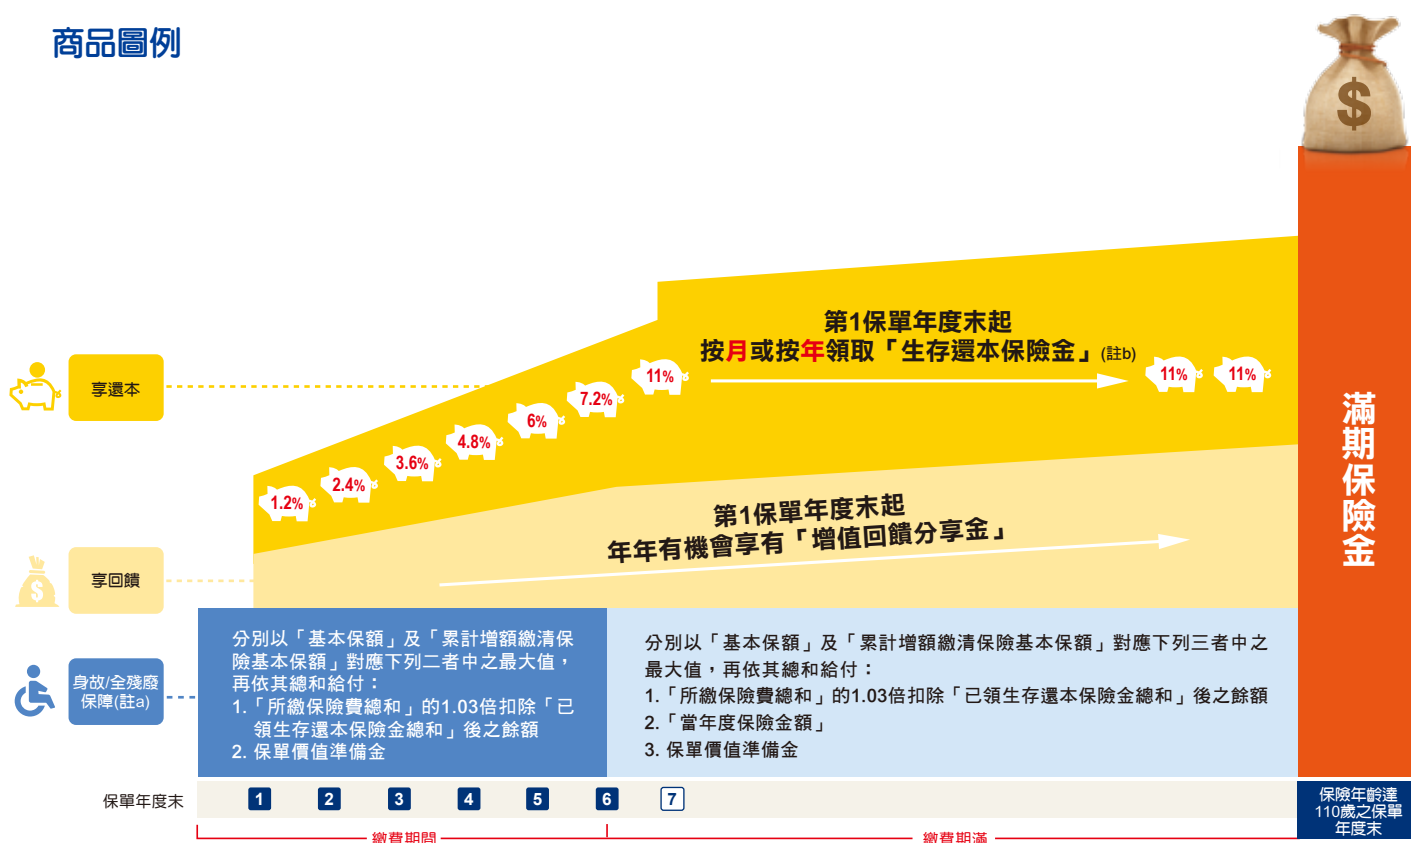 商品圖例
$
第1保單年度末起
按月或按年領取「生存還本保險金」(註b)
享還本
1.2%
2.4%
3.6%
4.8%
6%
7.2%
11%
11%
11%
滿期保險金
第1保單年度末起
年年有機會享有「增值回饋分享金」
$
享回饋
身故/全殘廢
保障(註a)
分別以「基本保額」及「累計增額繳清保
險基本保額」對應下列二者中之最大值，
再依其總和給付：
1.「所繳保險費總和」的1.03倍扣除「已
領生存還本保險金總和」後之餘額
2. 保單價值準備金
分別以「基本保額」及「累計增額繳清保險基本保額」對應下列三者中之
最大值，再依其總和給付：
1.「所繳保險費總和」的1.03倍扣除「已領生存還本保險金總和」後之餘額
2.「當年度保險金額」
3. 保單價值準備金
保單年度末
1
2
3
4
5
6
7
保險年齡達
110歲之保單
年度末
繳費期間
繳費期滿